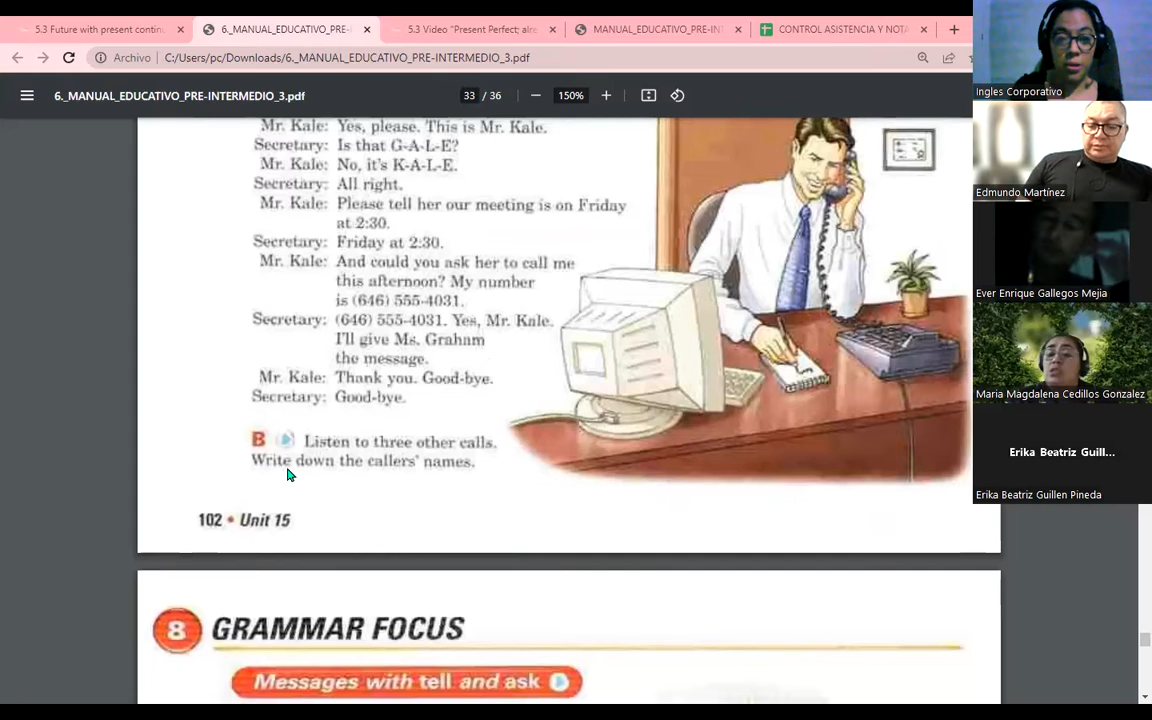 5.3 Future with present continu
6._MANUAL_EDUCATIVO_PRE-IN
5.3 Video "Present Perfect; alre
MANUAL_EDUCATIVO_PRE-INT
CONTROL ASISTENCIA Y NOTA
Archivo
C:/Users/pc/Downloads/6._MANUAL_EDUCATIVO_PRE-INTERMEDIO_3.pdf
6._MANUAL_EDUCATIVO_PRE-INTERMEDIO_3.pdf
33 / 36
150%
Mr. Kale: Yes, please. This is Mr. Kale.
Secretary: Is that G-A-L-E?
Mr. Kale: No, it's K-A-L-E.
Secretary: All right.
Mr. Kale: Please tell her our meeting is on Friday
at 2:30.
Secretary: Friday at 2:30.
Mr. Kale: And could you ask her to call me
this afternoon? My number
is (646) 555-4031.
Secretary: (646) 555-4031. Yes, Mr. Kale.
I'll give Ms. Graham
the message.
Mr. Kale: Thank you. Good-bye.
Secretary: Good-bye.
B Listen to three other calls.
Write down the callers' names.
102 • Unit 15
8 GRAMMAR FOCUS
Messages with tell and ask
Ingles Corporativo
Edmundo Martínez
Ever Enrique Gallegos Mejia
Maria Magdalena Cedillos Gonzalez
Erika Beatriz Guill...
Erika Beatriz Guillen Pineda